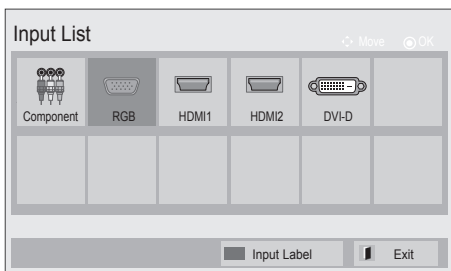 Input List
Move OK
Component RGB HDMI1 HDMI2 DVI-D
Input Label Exit